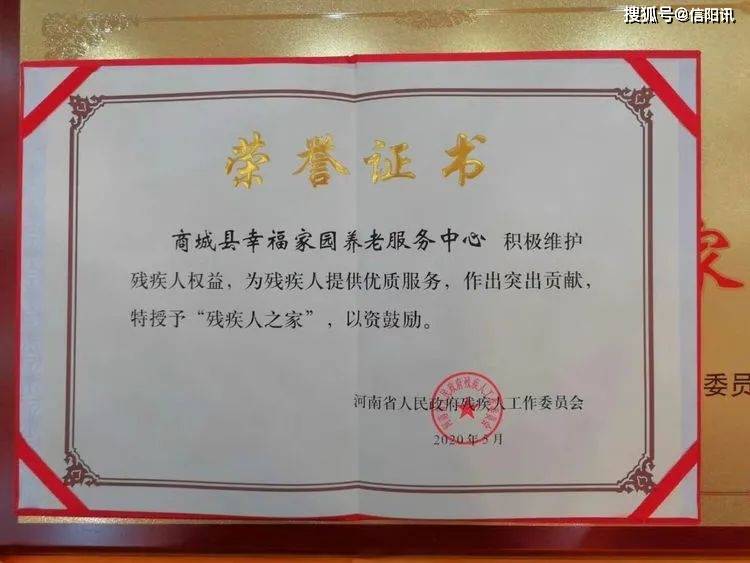 搜狐号@信阳讯
荣誉证书
商城县幸福家园养老服务中心 积极维护
残疾人权益，为残疾人提供优质服务，作出突出贡献，
特授予“残疾人之家”，以资鼓励。
河南省人民政府残疾人工作委员会
2020年5月
家
委员